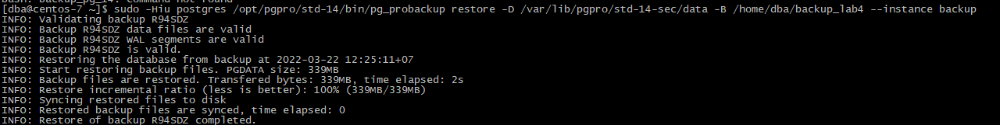 bash: backup_pg_14: command not found
[dba@centos-7 ~]$ sudo -Hiu postgres /opt/pgpro/std-14/bin/pg_probackup restore -D /var/lib/pgpro/std-14-sec/data -B /home/dba/backup_lab4 --instance backup
INFO: Validating backup R94SDZ
INFO: Backup R94SDZ data files are valid
INFO: Backup R94SDZ WAL segments are valid
INFO: Backup R94SDZ is valid.
INFO: Restoring the database from backup at 2022-03-22 12:25:11+07
INFO: Start restoring backup files. PGDATA size: 339MB
INFO: Backup files are restored. Transfered bytes: 339MB, time elapsed: 2s
INFO: Restore incremental ratio (less is better): 100% (339MB/339MB)
INFO: Syncing restored files to disk
INFO: Restored backup files are synced, time elapsed: 0
INFO: Restore of backup R94SDZ completed.